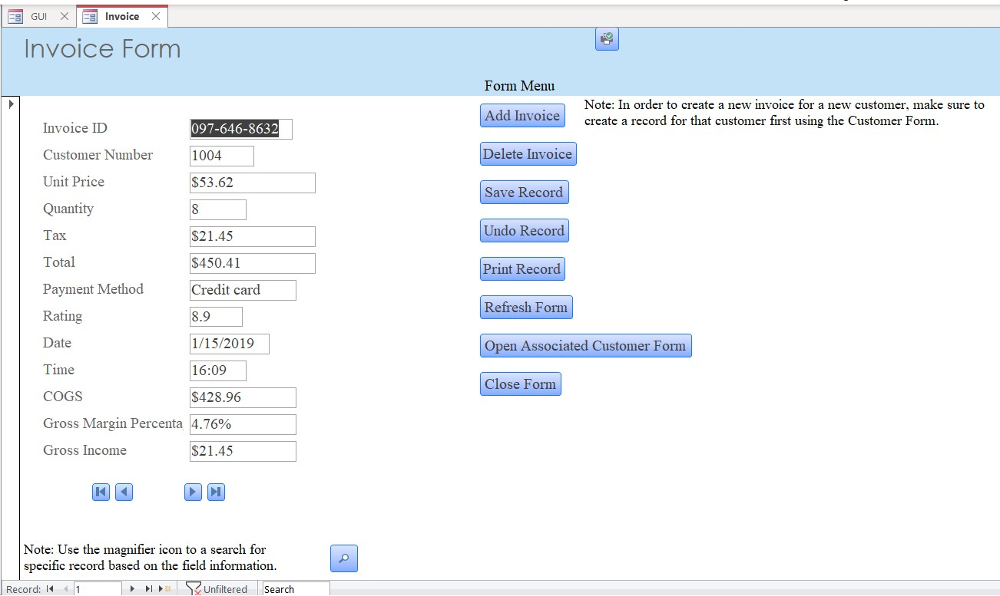 GUI
Invoice
Invoice Form
Form Menu
Add Invoice
Note: In order to create a new invoice for a new customer, make sure to
create a record for that customer first using the Customer Form.
Invoice ID 097-646-8632
Customer Number 1004
Delete Invoice
Unit Price $53.62
Save Record
Quantity 8
Tax $21.45
Undo Record
Total $450.41
Print Record
Payment Method Credit card
Rating 8.9
Refresh Form
Date 1/15/2019
Open Associated Customer Form
Time 16:09
Close Form
COGS $428.96
Gross Margin Percenta 4.76%
Gross Income $21.45
Note: Use the magnifier icon to a search for
specific record based on the field information.
Record: 1 Unfiltered Search